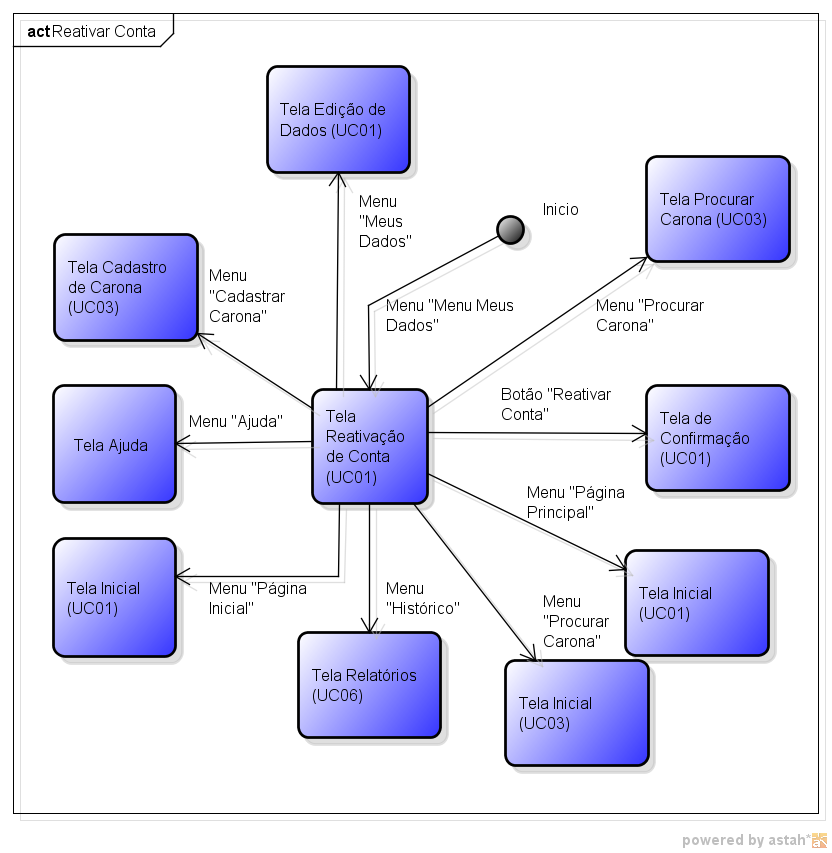 act Reativar Conta
Tela Edição de
Dados (UC01)
Menu
"Meus
Dados"
Inicio
Tela Procurar
Carona (UC03)
Tela Cadastro
de Carona
(UC03)
Menu
"Cadastrar
Carona"
Menu "Menu Meus
Dados"
Menu "Procurar
Carona"
Tela Ajuda
Menu "Ajuda"
Tela
Reativação
de Conta
(UC01)
Botão "Reativar
Conta"
Tela de
Confirmação
(UC01)
Menu "Página
Principal"
Tela Inicial
(UC01)
Menu "Página
Inicial"
Menu
"Histórico"
Menu
"Procurar
Carona"
Tela Inicial
(UC01)
Tela Relatórios
(UC06)
Tela Inicial
(UC03)
powered by astah*